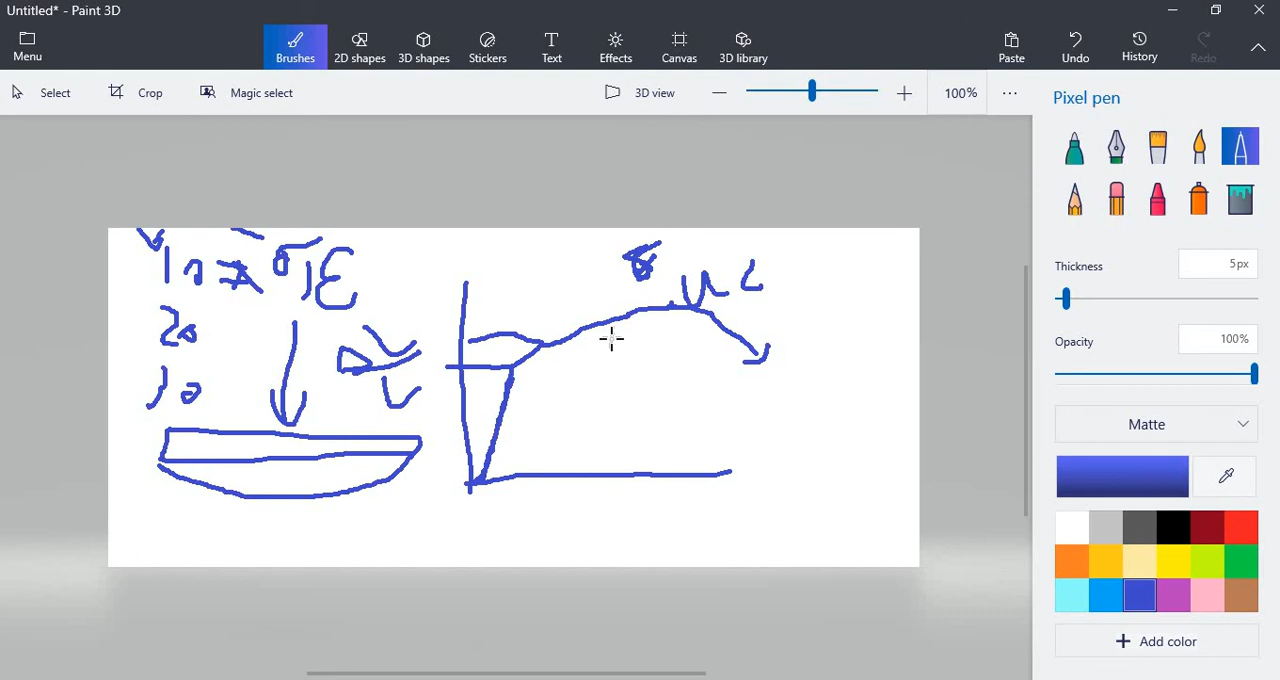 Untitled* - Paint 3D
Menu
Brushes 2D shapes 3D shapes Stickers Text Effects Canvas 3D library Paste Undo History Redo
Select Crop Magic select 3D view 100%
Pixel pen
Thickness 5px
Opacity 100%
Matte
Add color
σ, ε
20